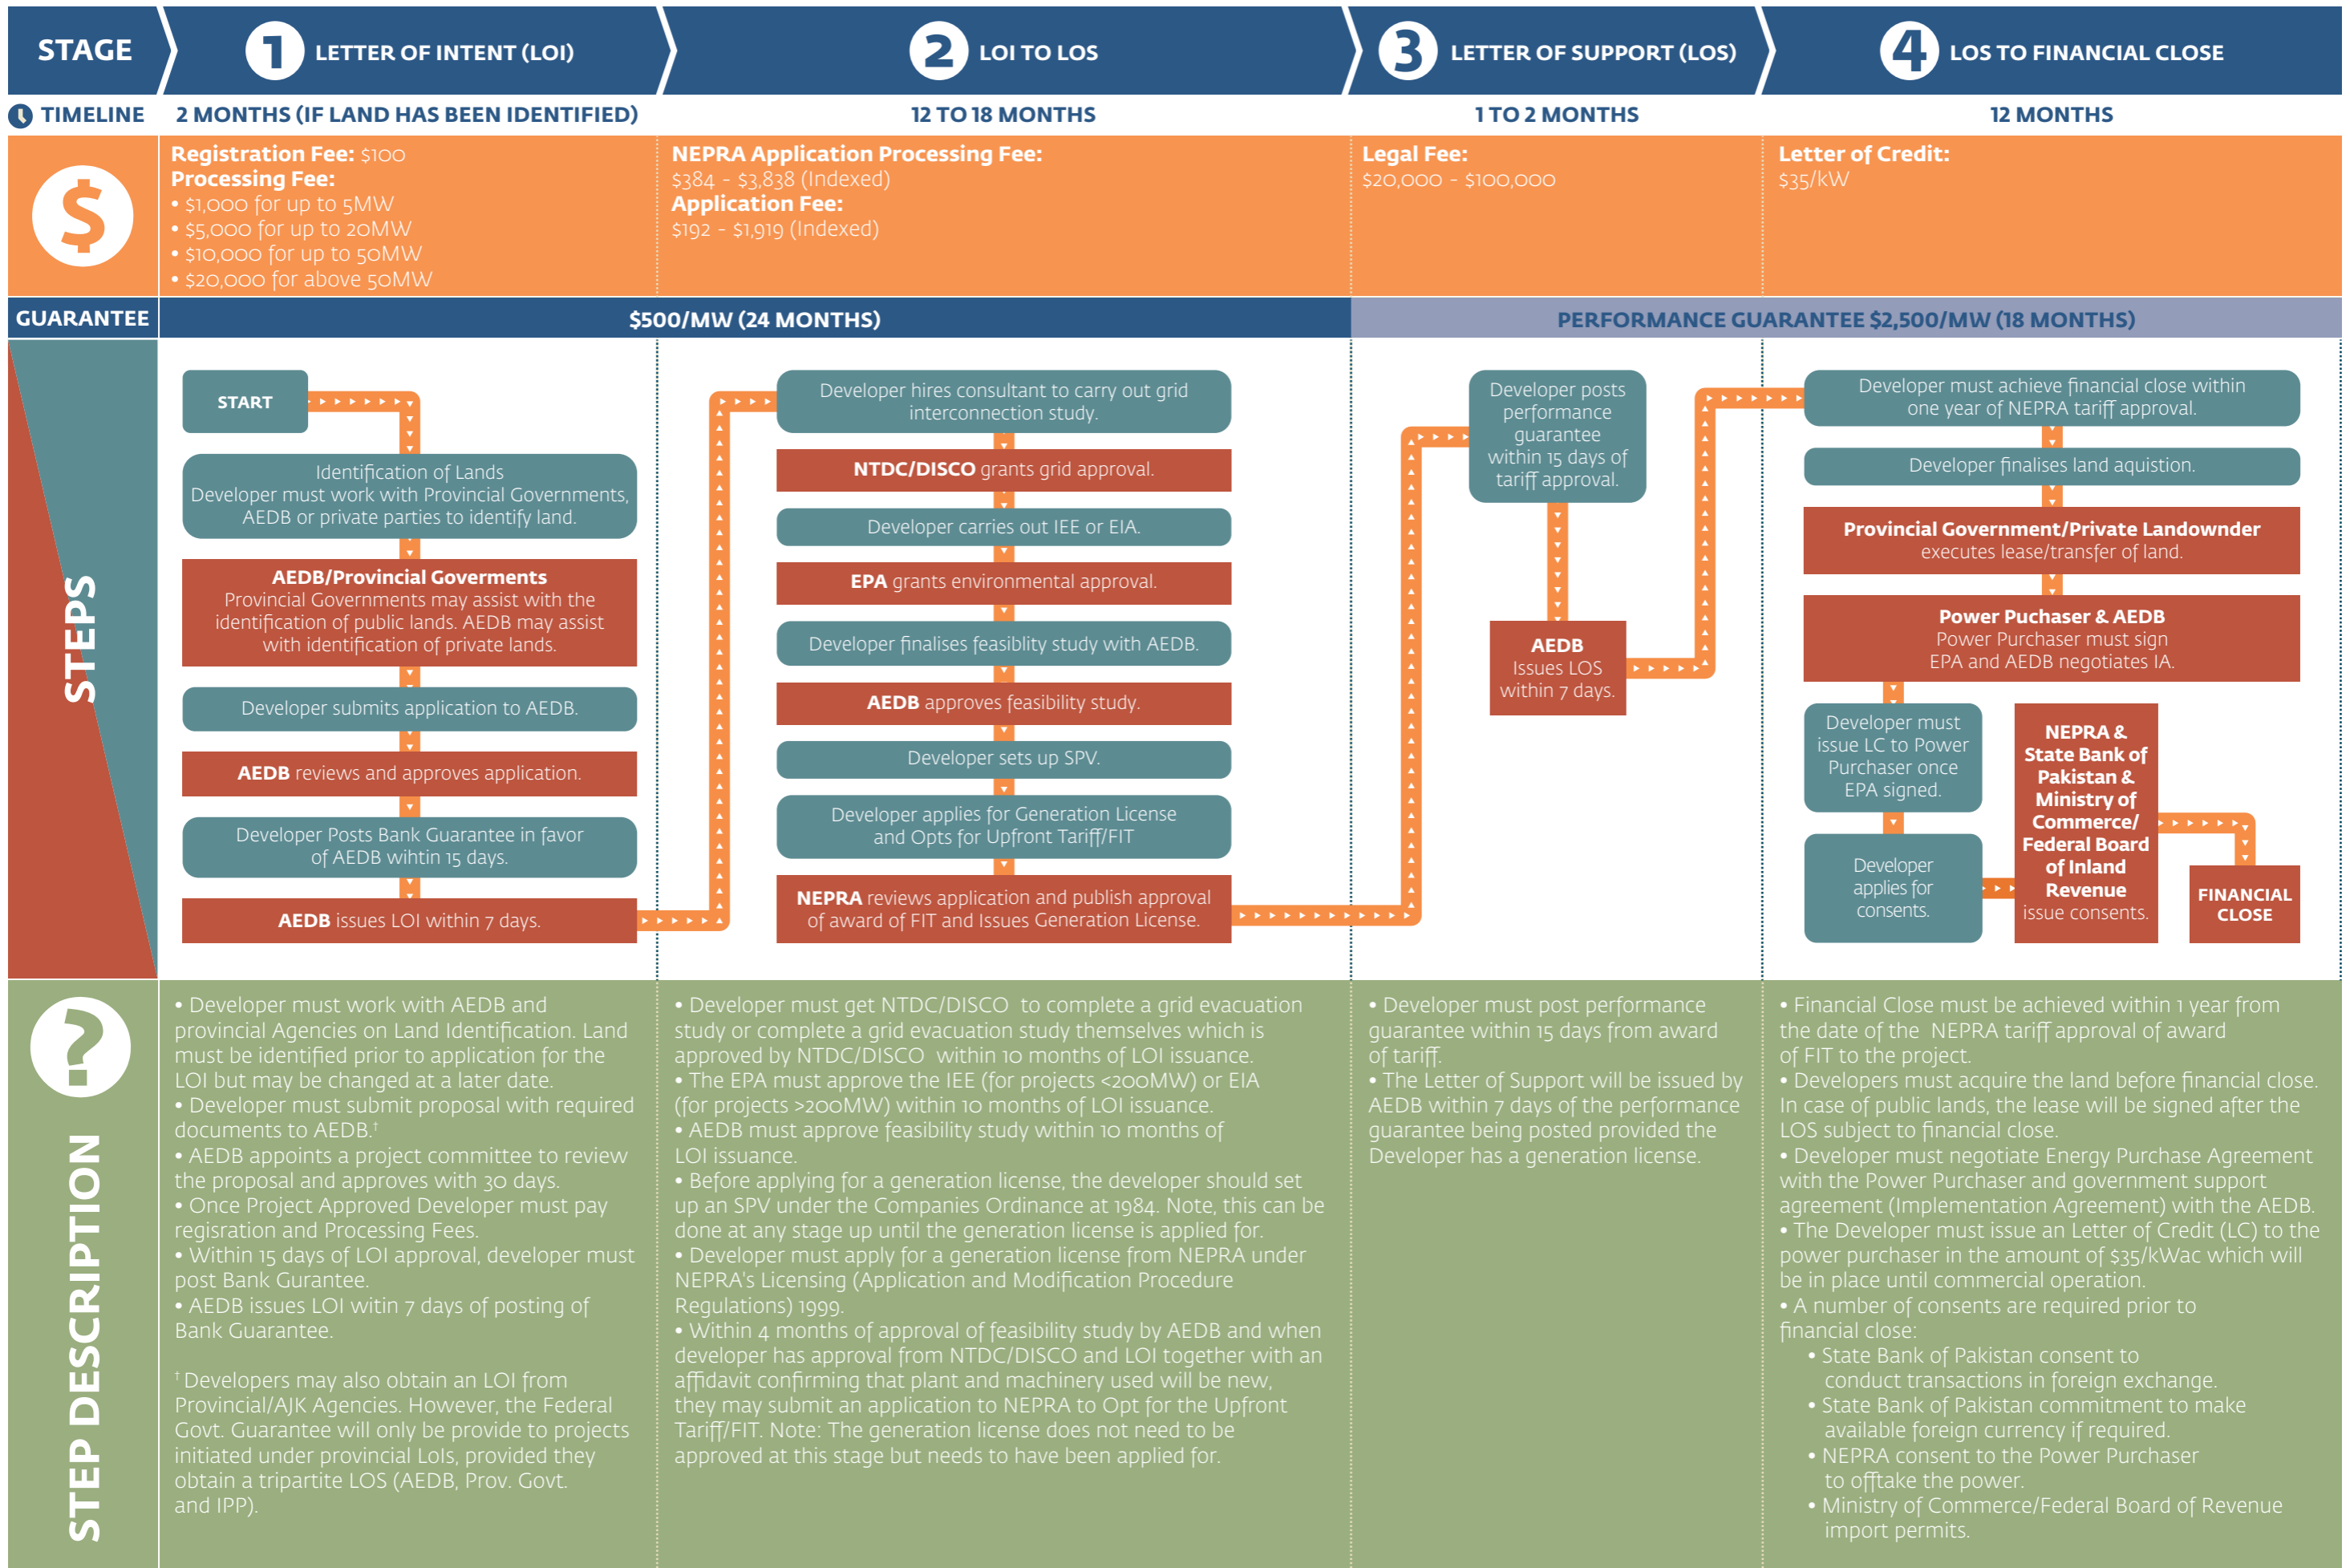 STAGE
1 LETTER OF INTENT (LOI)
2 LOI TO LOS
3 LETTER OF SUPPORT (LOS)
4 LOS TO FINANCIAL CLOSE
TIMELINE
2 MONTHS (IF LAND HAS BEEN IDENTIFIED)
12 TO 18 MONTHS
1 TO 2 MONTHS
12 MONTHS
$
Registration Fee: $100
Processing Fee:
• $1,000 for up to 5MW
• $5,000 for up to 20MW
• $10,000 for up to 50MW
• $20,000 for above 50MW
NEPRA Application Processing Fee:
$384 - $3,838 (Indexed)
Application Fee:
$192 - $1,919 (Indexed)
Legal Fee:
$20,000 - $100,000
Letter of Credit:
$35/kW
GUARANTEE
$500/MW (24 MONTHS)
PERFORMANCE GUARANTEE $2,500/MW (18 MONTHS)
STEPS
START
Identification of Lands
Developer must work with Provincial Governments,
AEDB or private parties to identify land.
AEDB/Provincial Goverments
Provincial Governments may assist with the
identification of public lands. AEDB may assist
with identification of private lands.
Developer submits application to AEDB.
AEDB reviews and approves application.
Developer Posts Bank Guarantee in favor
of AEDB wihtin 15 days.
AEDB issues LOI within 7 days.
Developer hires consultant to carry out grid
interconnection study.
NTDC/DISCO grants grid approval.
Developer carries out IEE or EIA.
EPA grants environmental approval.
Developer finalises feasiblity study with AEDB.
AEDB approves feasibility study.
Developer sets up SPV.
Developer applies for Generation License
and Opts for Upfront Tariff/FIT
NEPRA reviews application and publish approval
of award of FIT and Issues Generation License.
Developer posts
performance
guarantee
within 15 days of
tariff approval.
AEDB
Issues LOS
within 7 days.
Developer must achieve financial close within
one year of NEPRA tariff approval.
Developer finalises land aquistion.
Provincial Government/Private Landownder
executes lease/transfer of land.
Power Puchaser & AEDB
Power Purchaser must sign
EPA and AEDB negotiates IA.
Developer must
issue LC to Power
Purchaser once
EPA signed.
Developer
applies for
consents.
NEPRA &
State Bank of
Pakistan &
Ministry of
Commerce/
Federal Board
of Inland
Revenue
issue consents.
FINANCIAL
CLOSE
?
STEP DESCRIPTION
• Developer must work with AEDB and
provincial Agencies on Land Identification. Land
must be identified prior to application for the
LOI but may be changed at a later date.
• Developer must submit proposal with required
documents to AEDB.†
• AEDB appoints a project committee to review
the proposal and approves with 30 days.
• Once Project Approved Developer must pay
regisration and Processing Fees.
• Within 15 days of LOI approval, developer must
post Bank Gurantee.
• AEDB issues LOI witin 7 days of posting of
Bank Guarantee.
† Developers may also obtain an LOI from
Provincial/AJK Agencies. However, the Federal
Govt. Guarantee will only be provide to projects
initiated under provincial LoIs, provided they
obtain a tripartite LOS (AEDB, Prov. Govt.
and IPP).
• Developer must get NTDC/DISCO to complete a grid evacuation
study or complete a grid evacuation study themselves which is
approved by NTDC/DISCO within 10 months of LOI issuance.
• The EPA must approve the IEE (for projects <200MW) or EIA
(for projects >200MW) within 10 months of LOI issuance.
• AEDB must approve feasibility study within 10 months of
LOI issuance.
• Before applying for a generation license, the developer should set
up an SPV under the Companies Ordinance at 1984. Note, this can be
done at any stage up until the generation license is applied for.
• Developer must apply for a generation license from NEPRA under
NEPRA's Licensing (Application and Modification Procedure
Regulations) 1999.
• Within 4 months of approval of feasibility study by AEDB and when
developer has approval from NTDC/DISCO and LOI together with an
affidavit confirming that plant and machinery used will be new,
they may submit an application to NEPRA to Opt for the Upfront
Tariff/FIT. Note: The generation license does not need to be
approved at this stage but needs to have been applied for.
• Developer must post performance
guarantee within 15 days from award
of tariff.
• The Letter of Support will be issued by
AEDB within 7 days of the performance
guarantee being posted provided the
Developer has a generation license.
• Financial Close must be achieved within 1 year from
the date of the NEPRA tariff approval of award
of FIT to the project.
• Developers must acquire the land before financial close.
In case of public lands, the lease will be signed after the
LOS subject to financial close.
• Developer must negotiate Energy Purchase Agreement
with the Power Purchaser and government support
agreement (Implementation Agreement) with the AEDB.
• The Developer must issue an Letter of Credit (LC) to the
power purchaser in the amount of $35/kWac which will
be in place until commercial operation.
• A number of consents are required prior to
financial close:
• State Bank of Pakistan consent to
conduct transactions in foreign exchange.
• State Bank of Pakistan commitment to make
available foreign currency if required.
• NEPRA consent to the Power Purchaser
to offtake the power.
• Ministry of Commerce/Federal Board of Revenue
import permits.